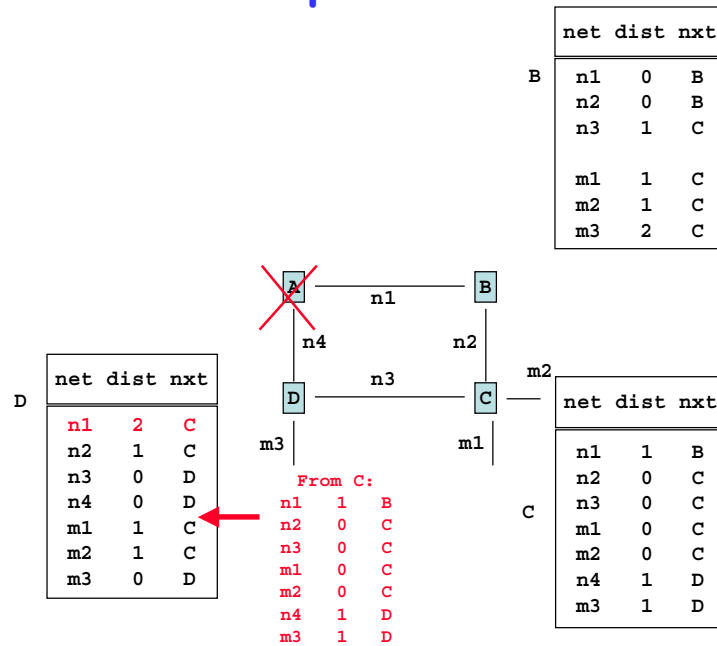 net dist nxt
B
n1 0 B
n2 0 B
n3 1 C
m1 1 C
m2 1 C
m3 2 C
A
n1
B
n4
n2
D
n3
C
m2
m3
m1
D
net dist nxt
n1 2 C
n2 1 C
n3 0 D
n4 0 D
m1 1 C
m2 1 C
m3 0 D
From C:
n1 1 B
n2 0 C
n3 0 C
m1 0 C
m2 0 C
n4 1 D
m3 1 D
C
net dist nxt
n1 1 B
n2 0 C
n3 0 C
m1 0 C
m2 0 C
n4 1 D
m3 1 D